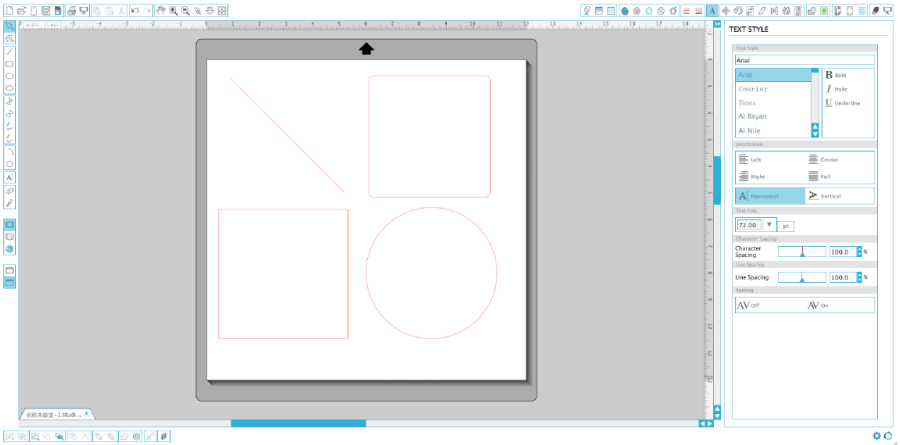 TEXT STYLE
Text Style
Arial
Arial
Courier
Times
Al Bayan
Al Nile
B Bold
I Italic
U Underline
Justification
Left
Center
Right
Full
Horizontal
Vertical
Text Size
72.00
pt
Character Spacing
Character
Spacing
100.0
%
Line Spacing
Line Spacing
100.0
%
Kerning
AV Off
AV On